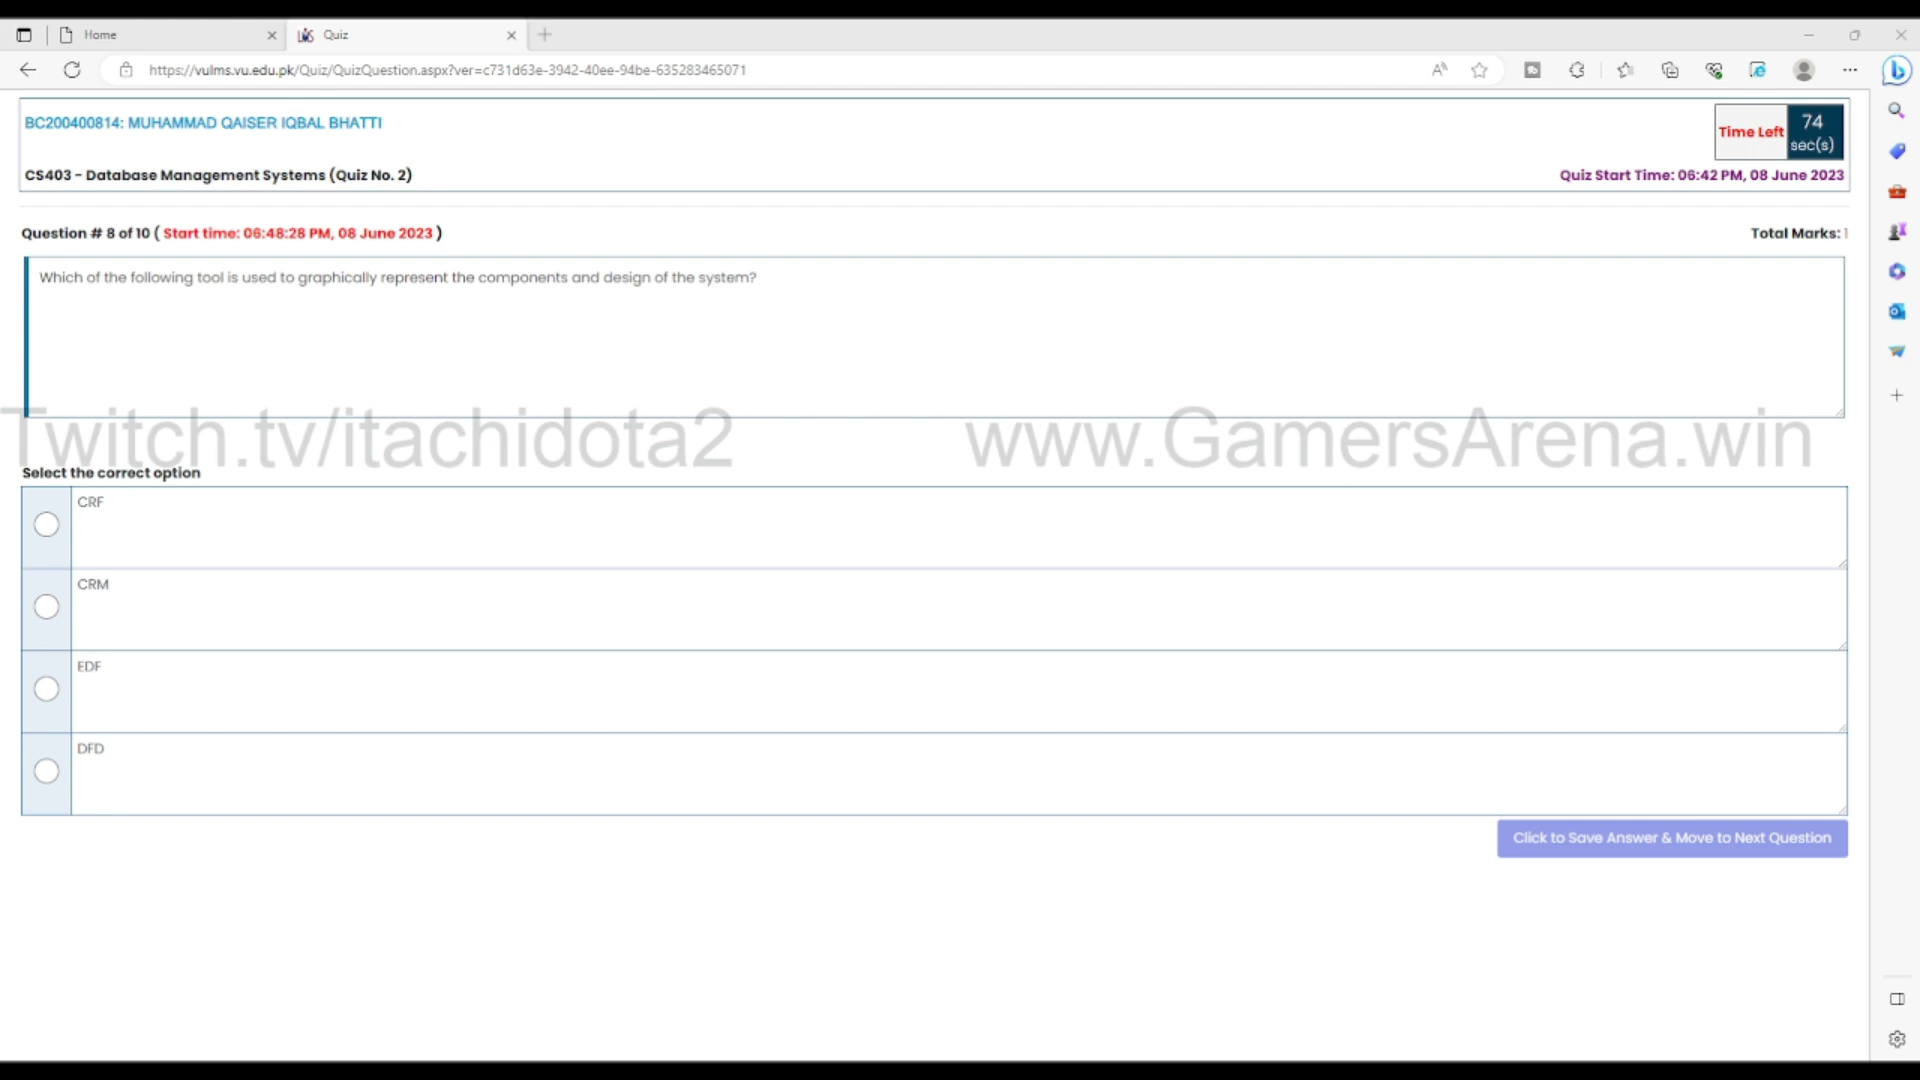 Home
Quiz
https://vulms.vu.edu.pk/Quiz/QuizQuestion.aspx?ver=c731d63e-3942-40ee-94be-635283465071
BC200400814: MUHAMMAD QAISER IQBAL BHATTI
Time Left 74 sec(s)
CS403 - Database Management Systems (Quiz No. 2)
Quiz Start Time: 06:42 PM, 08 June 2023
Question # 8 of 10 ( Start time: 06:48:28 PM, 08 June 2023 )
Total Marks: 1
Which of the following tool is used to graphically represent the components and design of the system?
Twitch.tv/itachidota2
www.GamersArena.win
Select the correct option
CRF
CRM
EDF
DFD
Click to Save Answer & Move to Next Question